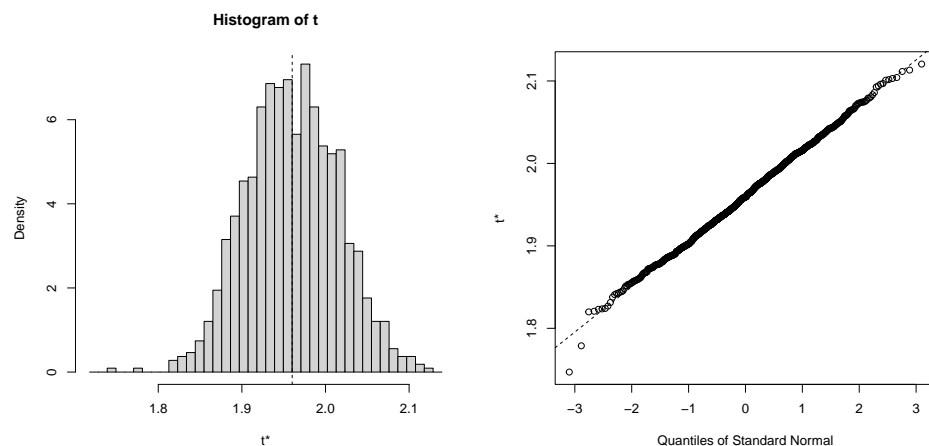 Histogram of t
Density
0
2
4
6
1.8 1.9 2.0 2.1
t*
t*
1.8
1.9
2.0
2.1
−3 −2 −1 0 1 2 3
Quantiles of Standard Normal